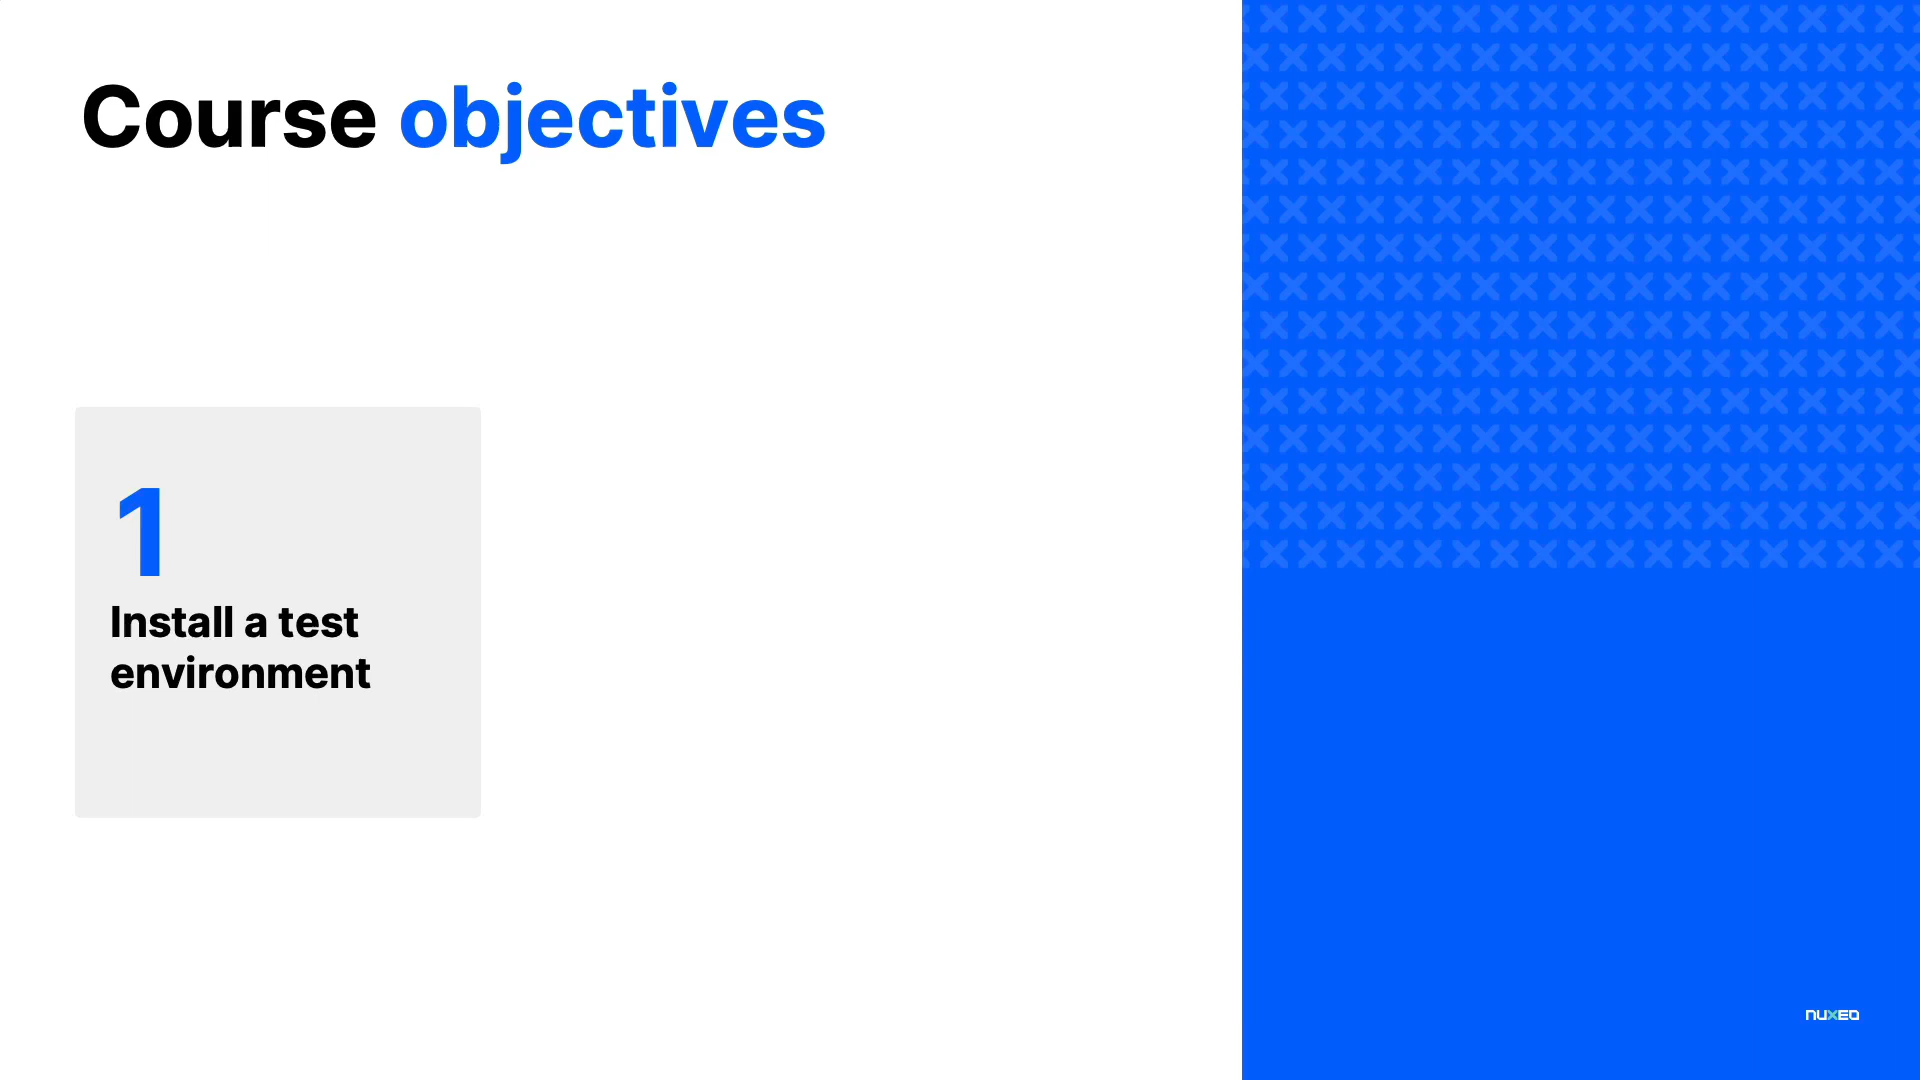 Course objectives
1
Install a test
environment
nuxeo